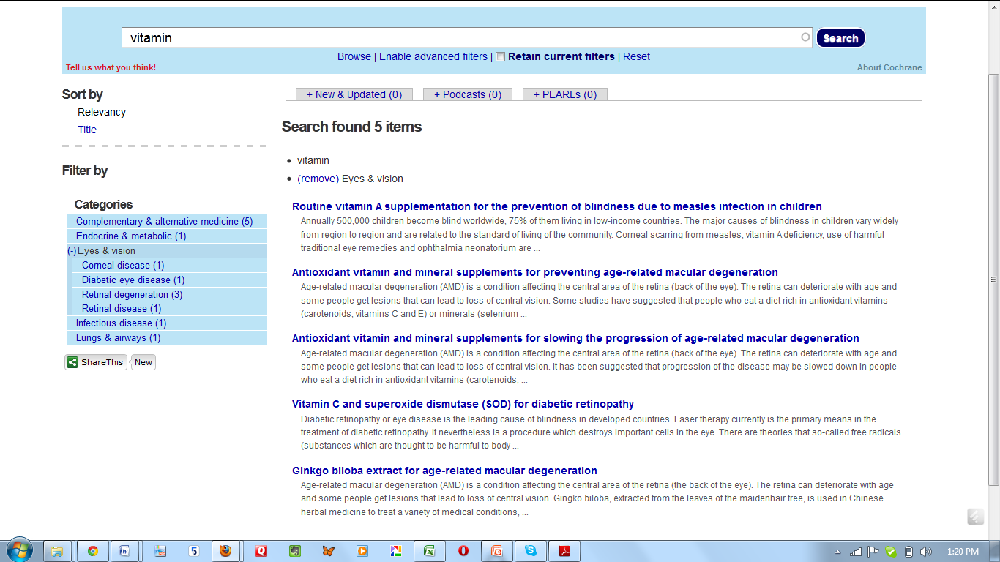 vitamin
Search
Browse | Enable advanced filters | Retain current filters | Reset
Tell us what you think!
About Cochrane
Sort by
Relevancy
Title
Filter by
Categories
Complementary & alternative medicine (5)
Endocrine & metabolic (1)
(-)Eyes & vision
Corneal disease (1)
Diabetic eye disease (1)
Retinal degeneration (3)
Retinal disease (1)
Infectious disease (1)
Lungs & airways (1)
ShareThis
New
+ New & Updated (0)
+ Podcasts (0)
+ PEARLs (0)
Search found 5 items
• vitamin
• (remove) Eyes & vision
Routine vitamin A supplementation for the prevention of blindness due to measles infection in children
Annually 500,000 children become blind worldwide, 75% of them living in low-income countries. The major causes of blindness in children vary widely
from region to region and are related to the standard of living of the community. Corneal scarring from measles, vitamin A deficiency, use of harmful
traditional eye remedies and ophthalmia neonatorium are ...
Antioxidant vitamin and mineral supplements for preventing age-related macular degeneration
Age-related macular degeneration (AMD) is a condition affecting the central area of the retina (back of the eye). The retina can deteriorate with age and
some people get lesions that can lead to loss of central vision. Some studies have suggested that people who eat a diet rich in antioxidant vitamins
(carotenoids, vitamins C and E) or minerals (selenium ...
Antioxidant vitamin and mineral supplements for slowing the progression of age-related macular degeneration
Age-related macular degeneration (AMD) is a condition affecting the central area of the retina (back of the eye). The retina can deteriorate with age and
some people get lesions that can lead to loss of central vision. It has been suggested that progression of the disease may be slowed down in people
who eat a diet rich in antioxidant vitamins (carotenoids, ...
Vitamin C and superoxide dismutase (SOD) for diabetic retinopathy
Diabetic retinopathy or eye disease is the leading cause of blindness in developed countries. Laser therapy currently is the primary means in the
treatment of diabetic retinopathy. It nevertheless is a procedure which destroys important cells in the eye. There are theories that so-called free radicals
(substances which are thought to be harmful to body ...
Ginkgo biloba extract for age-related macular degeneration
Age-related macular degeneration (AMD) is a condition affecting the central area of the retina (the back of the eye). The retina can deteriorate with age
and some people get lesions that lead to loss of central vision. Gingko biloba, extracted from the leaves of the maidenhair tree, is used in Chinese
herbal medicine to treat a variety of medical conditions, ...
1:20 PM